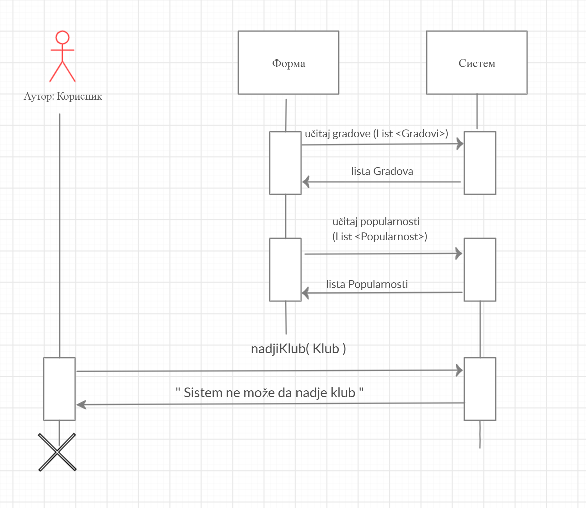 Форма
Систем
Аутор: Корисник
učitaj gradove (List <Gradovi>)
lista Gradova
učitaj popularnosti
(List <Popularnost>)
lista Popularnosti
nadjiKlub( Klub )
" Sistem ne može da nadje klub "